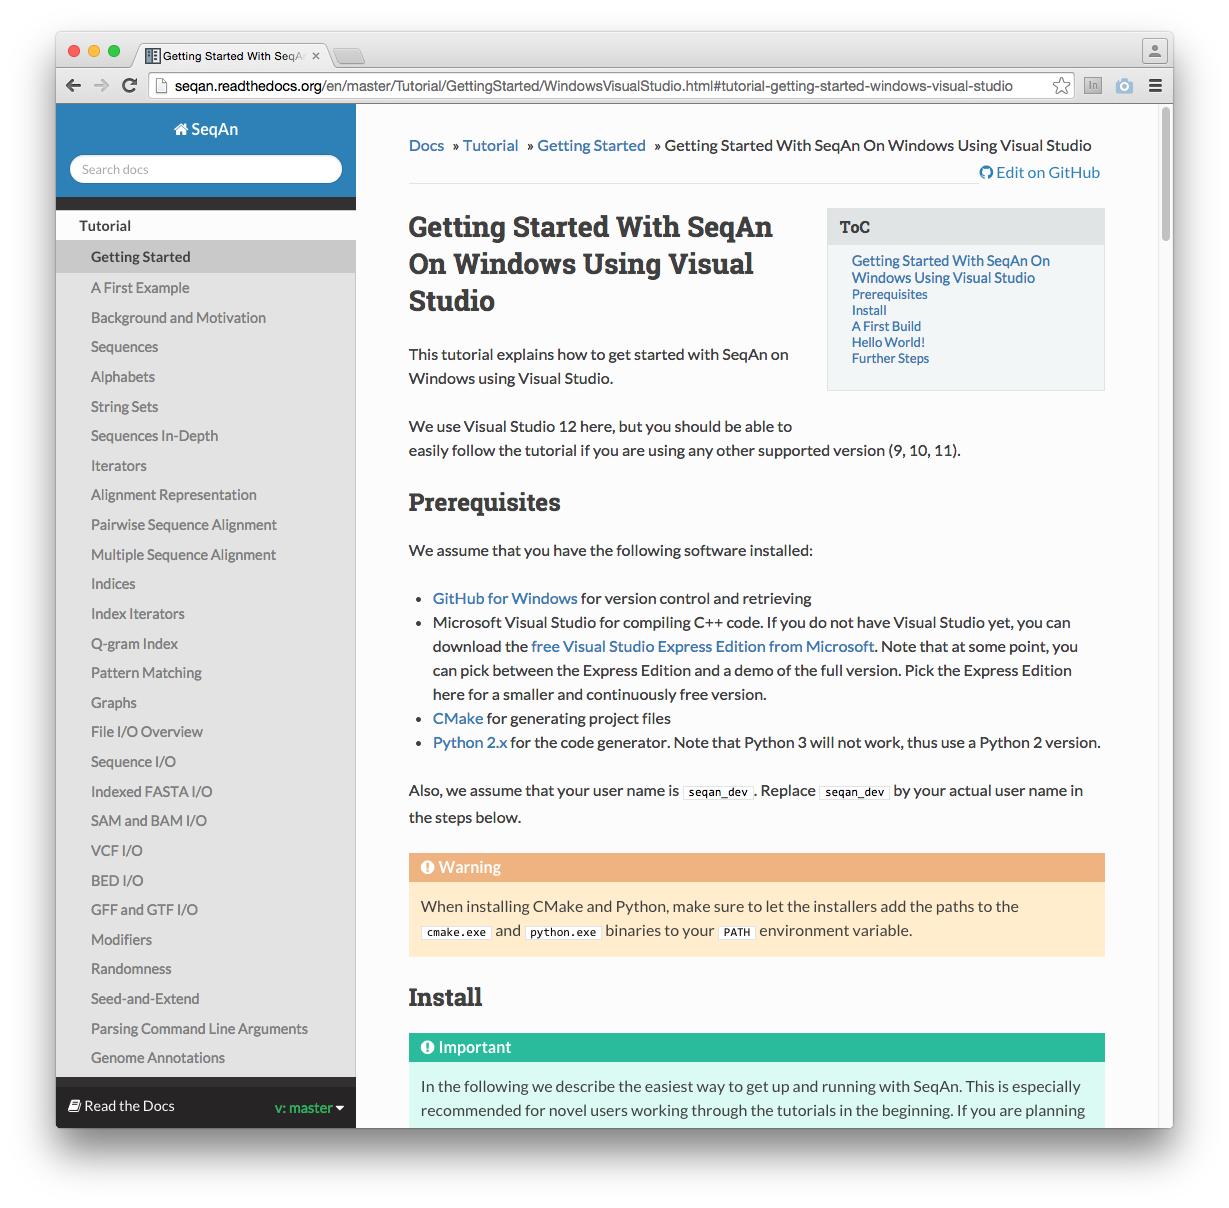 Getting Started With SeqAn
seqan.readthedocs.org/en/master/Tutorial/GettingStarted/WindowsVisualStudio.html#tutorial-getting-started-windows-visual-studio
In
SeqAn
Search docs
Tutorial
Getting Started
A First Example
Background and Motivation
Sequences
Alphabets
String Sets
Sequences In-Depth
Iterators
Alignment Representation
Pairwise Sequence Alignment
Multiple Sequence Alignment
Indices
Index Iterators
Q-gram Index
Pattern Matching
Graphs
File I/O Overview
Sequence I/O
Indexed FASTA I/O
SAM and BAM I/O
VCF I/O
BED I/O
GFF and GTF I/O
Modifiers
Randomness
Seed-and-Extend
Parsing Command Line Arguments
Genome Annotations
Read the Docs
v: master
Docs » Tutorial » Getting Started » Getting Started With SeqAn On Windows Using Visual Studio
Edit on GitHub
Getting Started With SeqAn
On Windows Using Visual
Studio
ToC
Getting Started With SeqAn On
Windows Using Visual Studio
Prerequisites
Install
A First Build
Hello World!
Further Steps
This tutorial explains how to get started with SeqAn on
Windows using Visual Studio.
We use Visual Studio 12 here, but you should be able to
easily follow the tutorial if you are using any other supported version (9, 10, 11).
Prerequisites
We assume that you have the following software installed:
• GitHub for Windows for version control and retrieving
• Microsoft Visual Studio for compiling C++ code. If you do not have Visual Studio yet, you can
download the free Visual Studio Express Edition from Microsoft. Note that at some point, you
can pick between the Express Edition and a demo of the full version. Pick the Express Edition
here for a smaller and continuously free version.
• CMake for generating project files
• Python 2.x for the code generator. Note that Python 3 will not work, thus use a Python 2 version.
Also, we assume that your user name is seqan_dev. Replace seqan_dev by your actual user name in
the steps below.
Warning
When installing CMake and Python, make sure to let the installers add the paths to the
cmake.exe and python.exe binaries to your PATH environment variable.
Install
Important
In the following we describe the easiest way to get up and running with SeqAn. This is especially
recommended for novel users working through the tutorials in the beginning. If you are planning